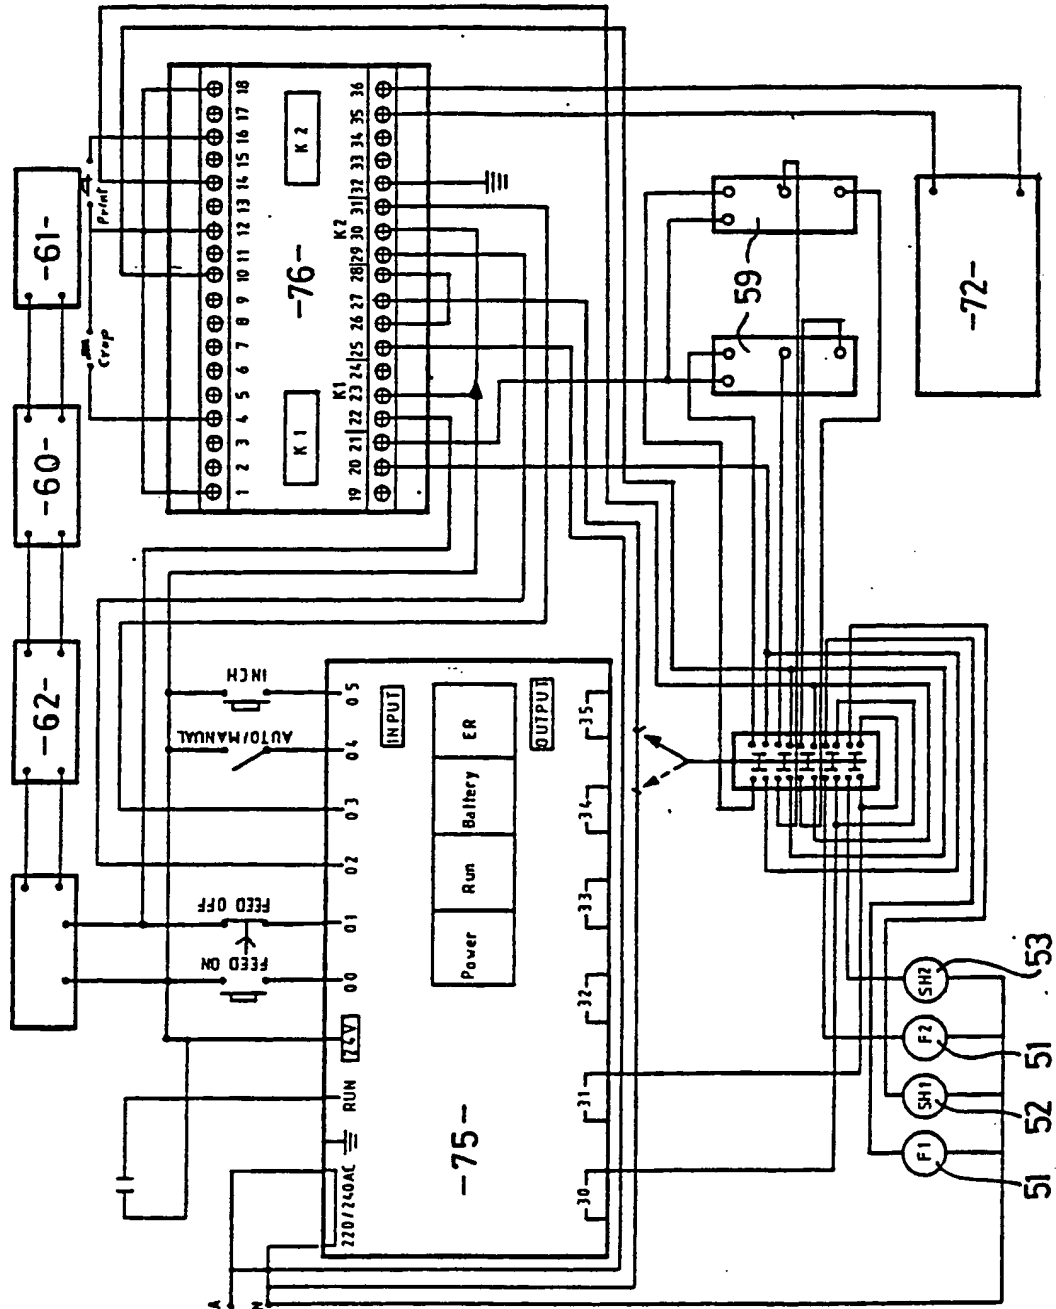 -61-
-60-
-62-
Print
Crop
18
17
16
15
14
13
12
11
10
9
8
7
6
5
4
3
2
1
K 2
-76-
K 1
36
35
34
33
32
31
30
29
28
27
26
25
24
23
22
21
20
19
K2
K1
59
-72-
INCH
AUTO/MANUAL
FEED OFF
FEED ON
05
04
03
02
01
00
24V
RUN
220/240AC
INPUT
ER
Battery
Run
Power
OUTPUT
-75-
35
34
33
32
31
30
A
N
SH2
F2
SH1
F1
53
51
52
51